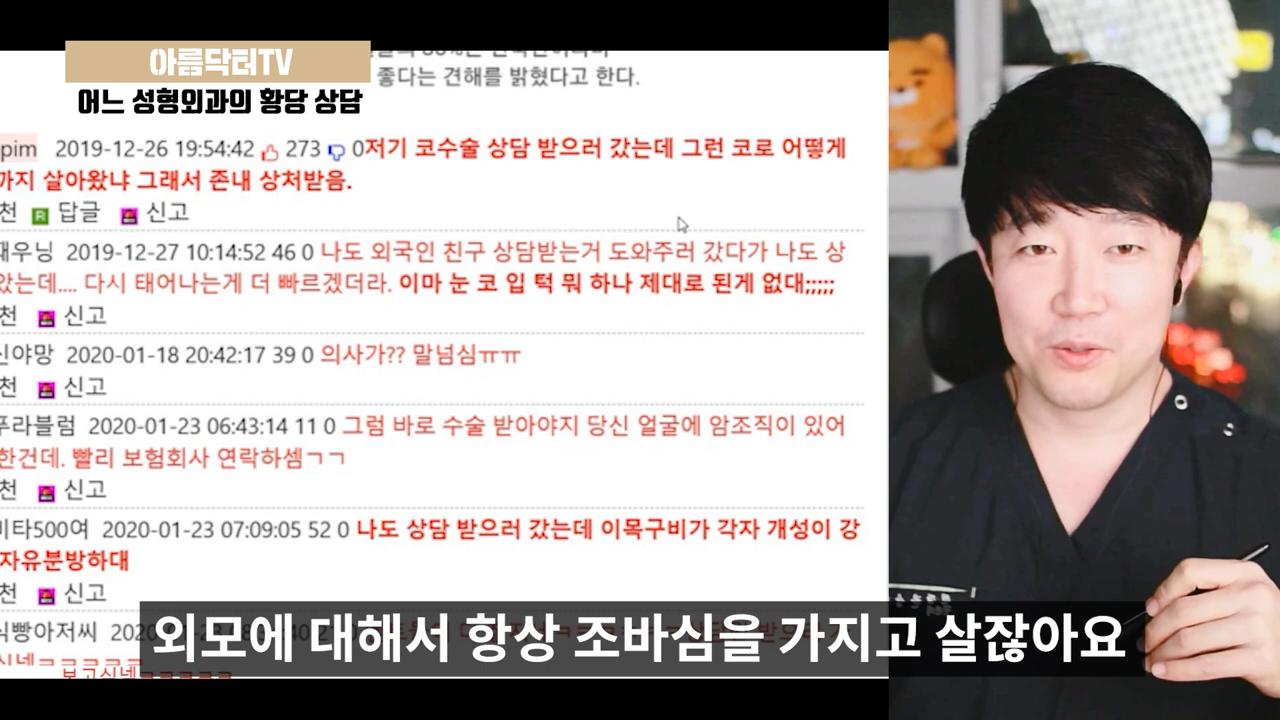 아름닥터TV
어느 성형외과의 황당 상담
좋다는 견해를 밝혔다고 한다.
pim 2019-12-26 19:54:42 273 0저기 코수술 상담 받으러 갔는데 그런 코로 어떻게
까지 살아왔냐 그래서 존내 상처받음.
천 R 답글 신고
때우닝 2019-12-27 10:14:52 46 0 나도 외국인 친구 상담받는거 도와주러 갔다가 나도 상
았는데.... 다시 태어나는게 더 빠르겠더라. 이마 눈 코 입 턱 뭐 하나 제대로 된게 없대;;;;;
천 신고
신야망 2020-01-18 20:42:17 39 0 의사가?? 말넘심ㅠㅠ
천 신고
푸라블럼 2020-01-23 06:43:14 11 0 그럼 바로 수술 받아야지 당신 얼굴에 암조직이 있어
한건데. 빨리 보험회사 연락하셈ㄱㄱ
천 신고
비타500여 2020-01-23 07:09:05 52 0 나도 상담 받으러 갔는데 이목구비가 각자 개성이 강
자유분방하대
천 신고
식빵아저씨
외모에 대해서 항상 조바심을 가지고 살잖아요